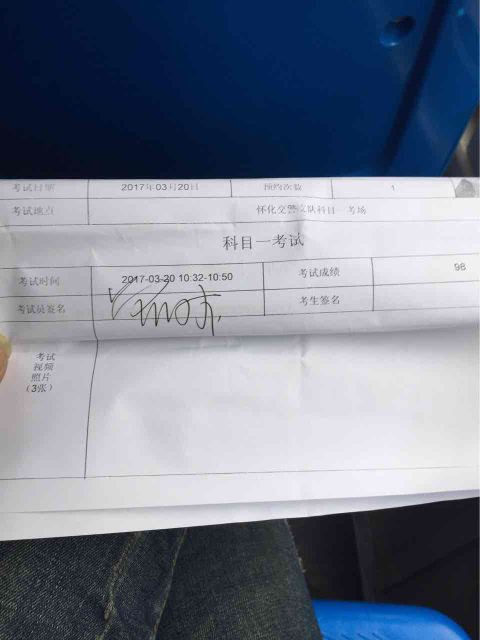 考试日期 2017年03月20日 预约次数 1
考试地点 怀化交警支队科目一考场
科目一考试
考试时间 2017-03-20 10:32-10:50 考试成绩 98
考试员签名 考生签名
考试
视频
照片
(3张)